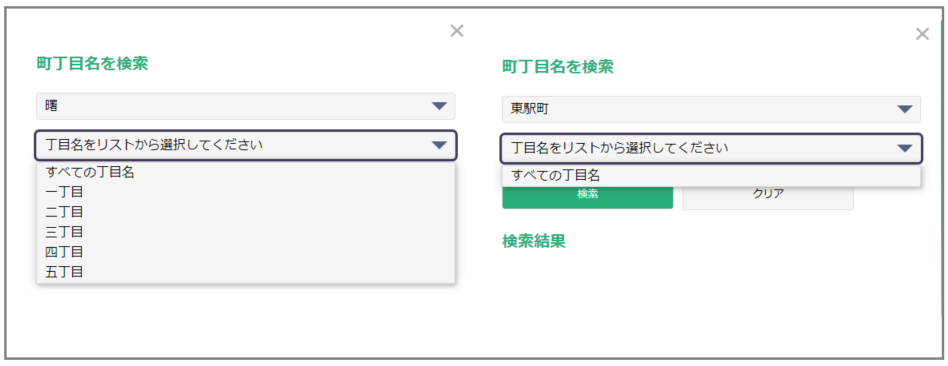 町丁目名を検索
曙
丁目名をリストから選択してください
すべての丁目名
一丁目
二丁目
三丁目
四丁目
五丁目
町丁目名を検索
東駅町
丁目名をリストから選択してください
すべての丁目名
検索 クリア
検索結果